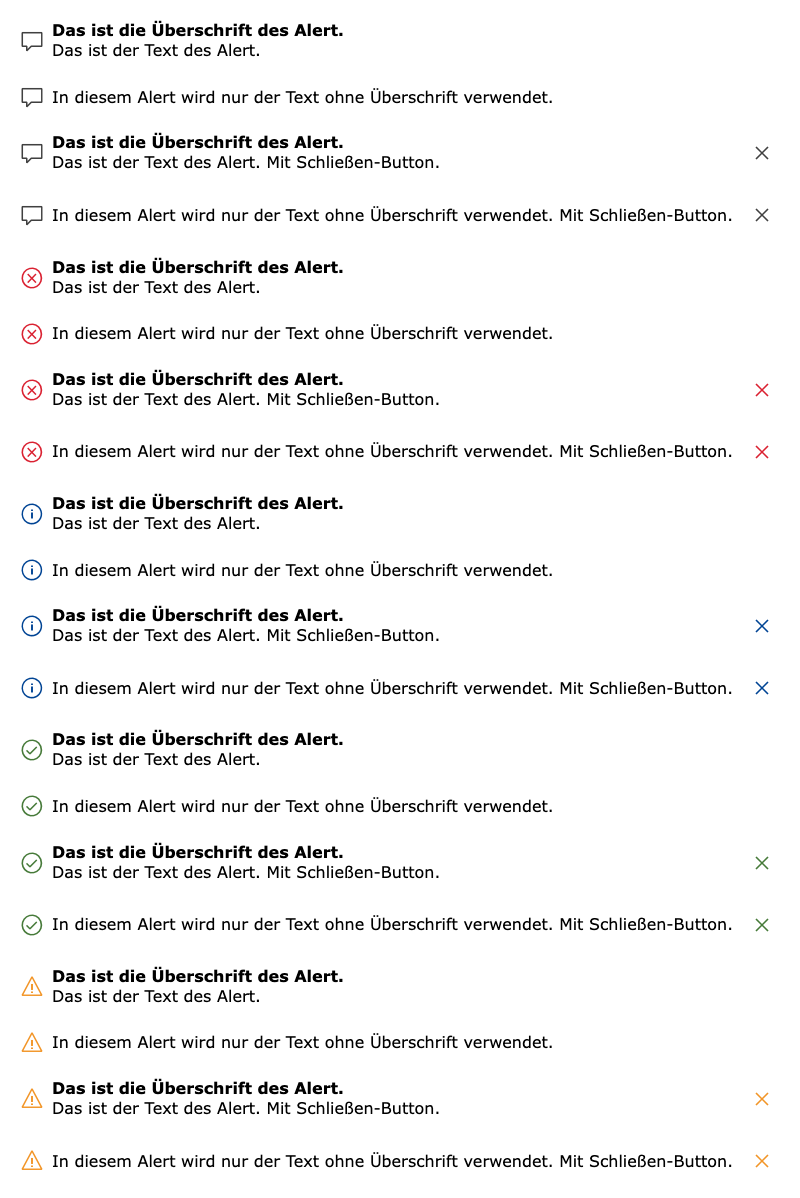 Das ist die Überschrift des Alert.
Das ist der Text des Alert.
In diesem Alert wird nur der Text ohne Überschrift verwendet.
Das ist die Überschrift des Alert.
Das ist der Text des Alert. Mit Schließen-Button.
In diesem Alert wird nur der Text ohne Überschrift verwendet. Mit Schließen-Button.
Das ist die Überschrift des Alert.
Das ist der Text des Alert.
In diesem Alert wird nur der Text ohne Überschrift verwendet.
Das ist die Überschrift des Alert.
Das ist der Text des Alert. Mit Schließen-Button.
In diesem Alert wird nur der Text ohne Überschrift verwendet. Mit Schließen-Button.
Das ist die Überschrift des Alert.
Das ist der Text des Alert.
In diesem Alert wird nur der Text ohne Überschrift verwendet.
Das ist die Überschrift des Alert.
Das ist der Text des Alert. Mit Schließen-Button.
In diesem Alert wird nur der Text ohne Überschrift verwendet. Mit Schließen-Button.
Das ist die Überschrift des Alert.
Das ist der Text des Alert.
In diesem Alert wird nur der Text ohne Überschrift verwendet.
Das ist die Überschrift des Alert.
Das ist der Text des Alert. Mit Schließen-Button.
In diesem Alert wird nur der Text ohne Überschrift verwendet. Mit Schließen-Button.
Das ist die Überschrift des Alert.
Das ist der Text des Alert.
In diesem Alert wird nur der Text ohne Überschrift verwendet.
Das ist die Überschrift des Alert.
Das ist der Text des Alert. Mit Schließen-Button.
In diesem Alert wird nur der Text ohne Überschrift verwendet. Mit Schließen-Button.